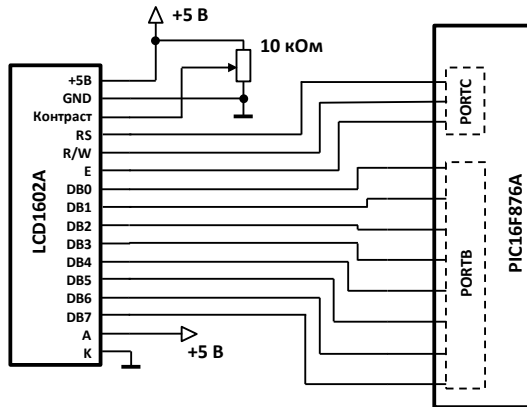 +5 В
10 кОм
+5В
GND
Контраст
RS
R/W
E
DB0
DB1
DB2
DB3
DB4
DB5
DB6
DB7
A
K
LCD1602A
+5 В
PORTC
PORTB
PIC16F876A